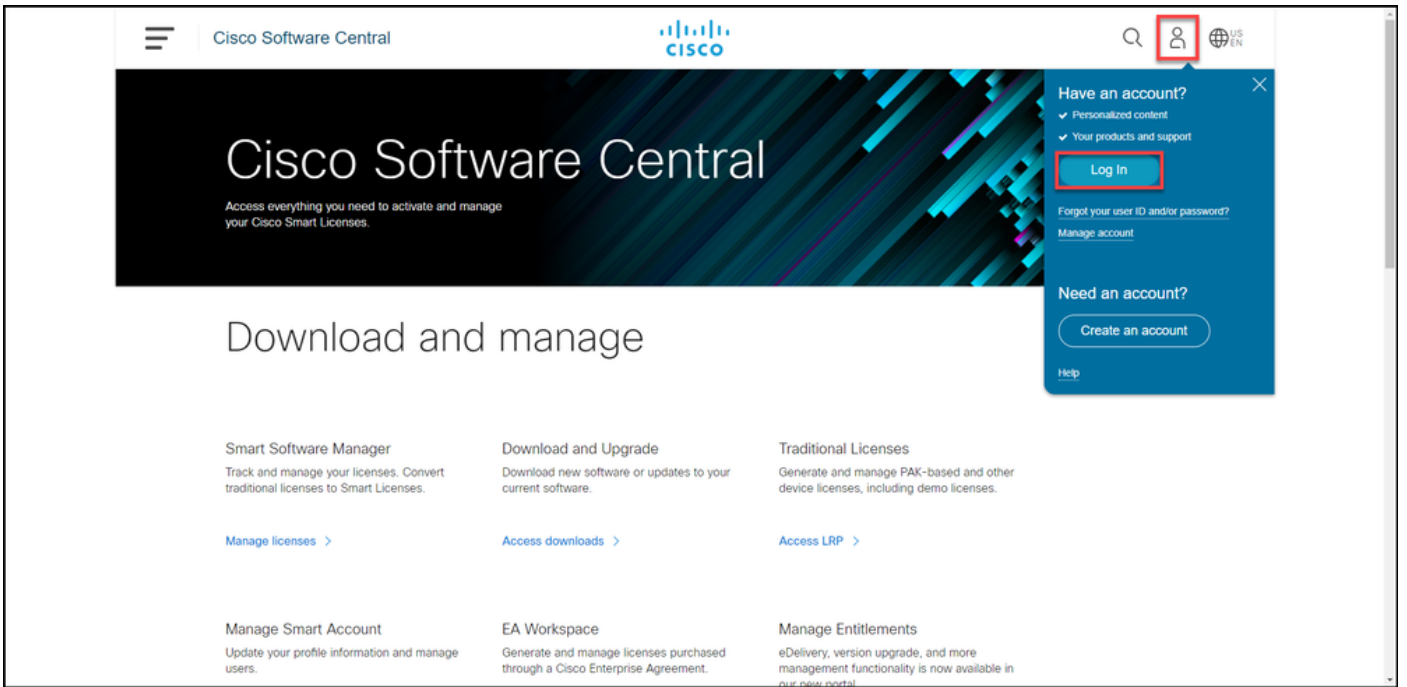 Cisco Software Central
CISCO
US
EN
Cisco Software Central
Access everything you need to activate and manage
your Cisco Smart Licenses.
Have an account?
Personalized content
Your products and support
Log In
Forgot your user ID and/or password?
Manage account
Need an account?
Create an account
Help
Download and manage
Smart Software Manager
Track and manage your licenses. Convert
traditional licenses to Smart Licenses.
Manage licenses
Download and Upgrade
Download new software or updates to your
current software.
Access downloads
Traditional Licenses
Generate and manage PAK-based and other
device licenses, including demo licenses.
Access LRP
Manage Smart Account
Update your profile information and manage
users.
EA Workspace
Generate and manage licenses purchased
through a Cisco Enterprise Agreement.
Manage Entitlements
eDelivery, version upgrade, and more
management functionality is now available in
our new portal